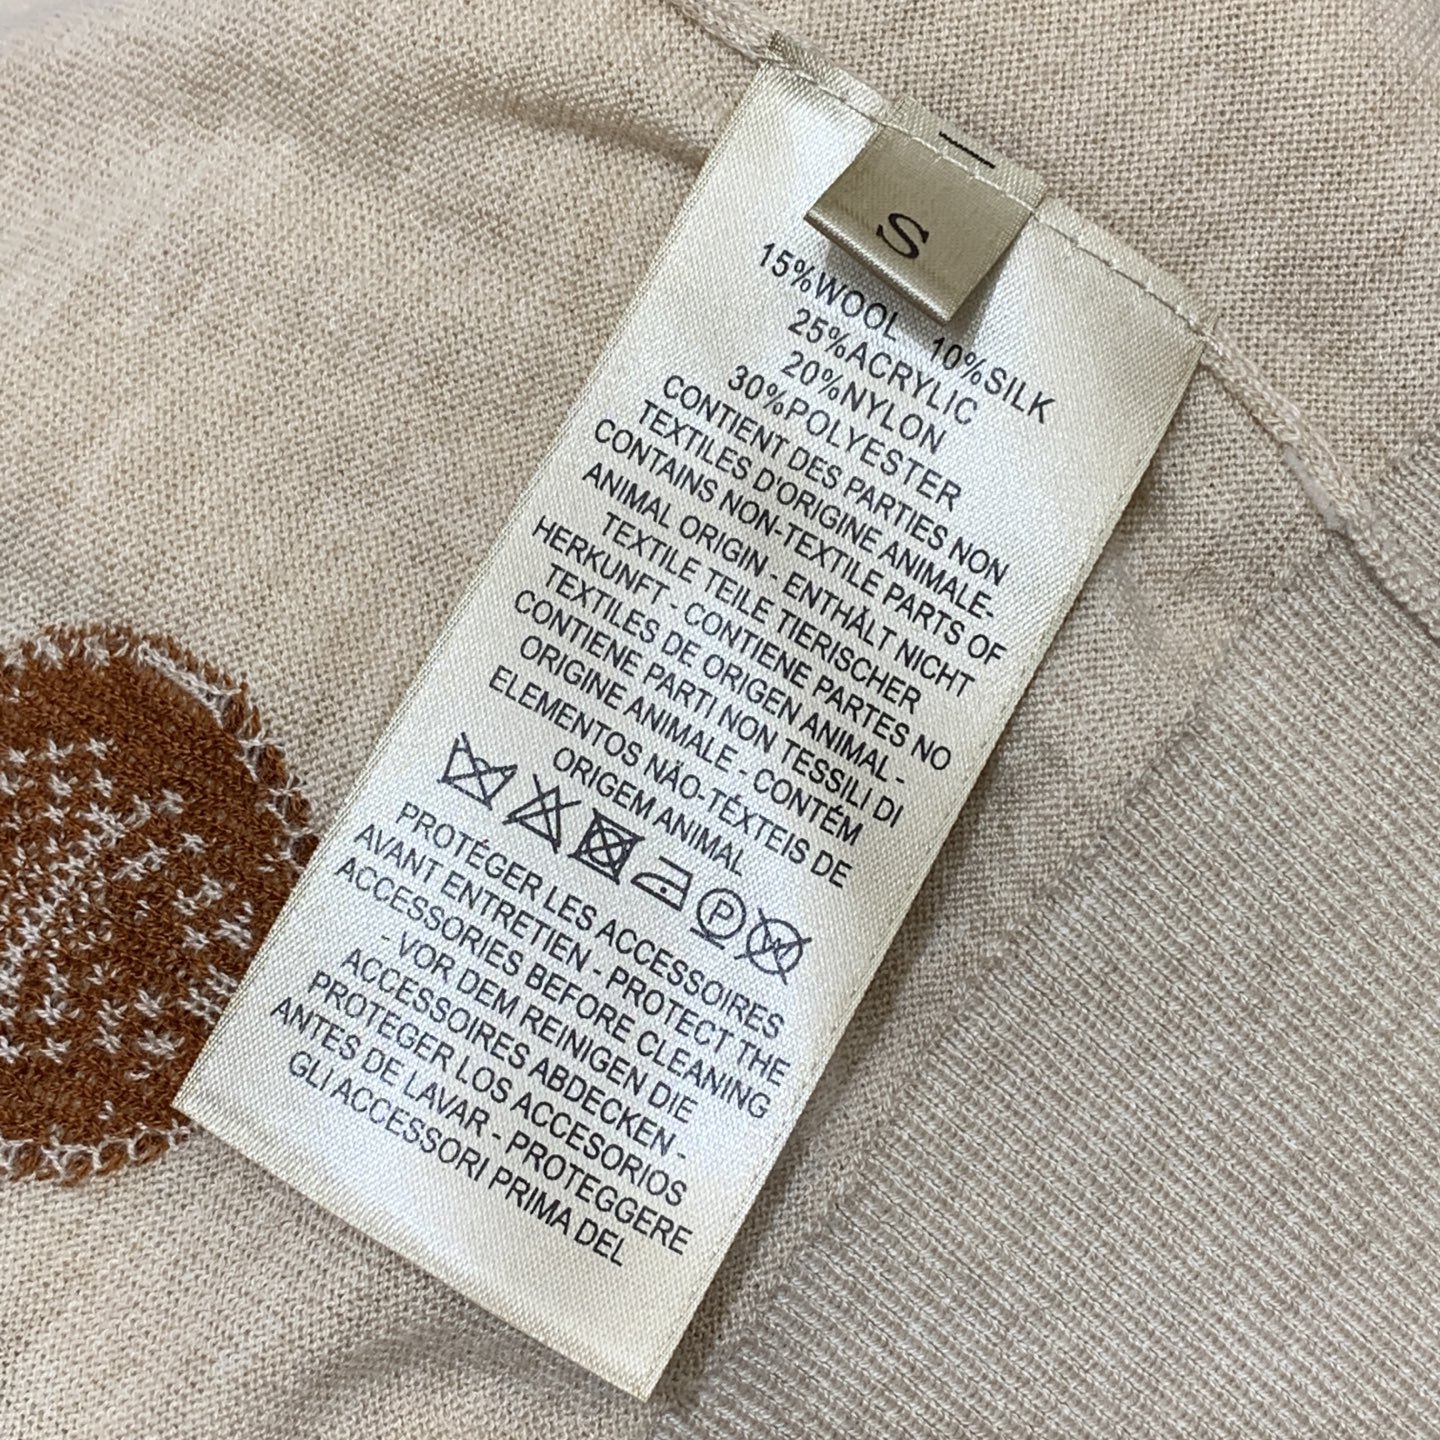 S
15%WOOL 10%SILK
25%ACRYLIC
20%NYLON
30%POLYESTER
CONTIENT DES PARTIES NON
TEXTILES D'ORIGINE ANIMALE-
CONTAINS NON-TEXTILE PARTS OF
ANIMAL ORIGIN - ENTHÄLT NICHT
TEXTILE TEILE TIERISCHER
HERKUNFT - CONTIENE PARTES NO
TEXTILES DE ORIGEN ANIMAL -
CONTIENE PARTI NON TESSILI DI
ORIGINE ANIMALE - CONTÉM
ELEMENTOS NÃO-TÉXTEIS DE
ORIGEM ANIMAL
P W
PROTÉGER LES ACCESSOIRES
AVANT ENTRETIEN - PROTECT THE
ACCESSORIES BEFORE CLEANING
- VOR DEM REINIGEN DIE
ACCESSOIRES ABDECKEN -
PROTEGER LOS ACCESORIOS
ANTES DE LAVAR - PROTEGGERE
GLI ACCESSORI PRIMA DEL